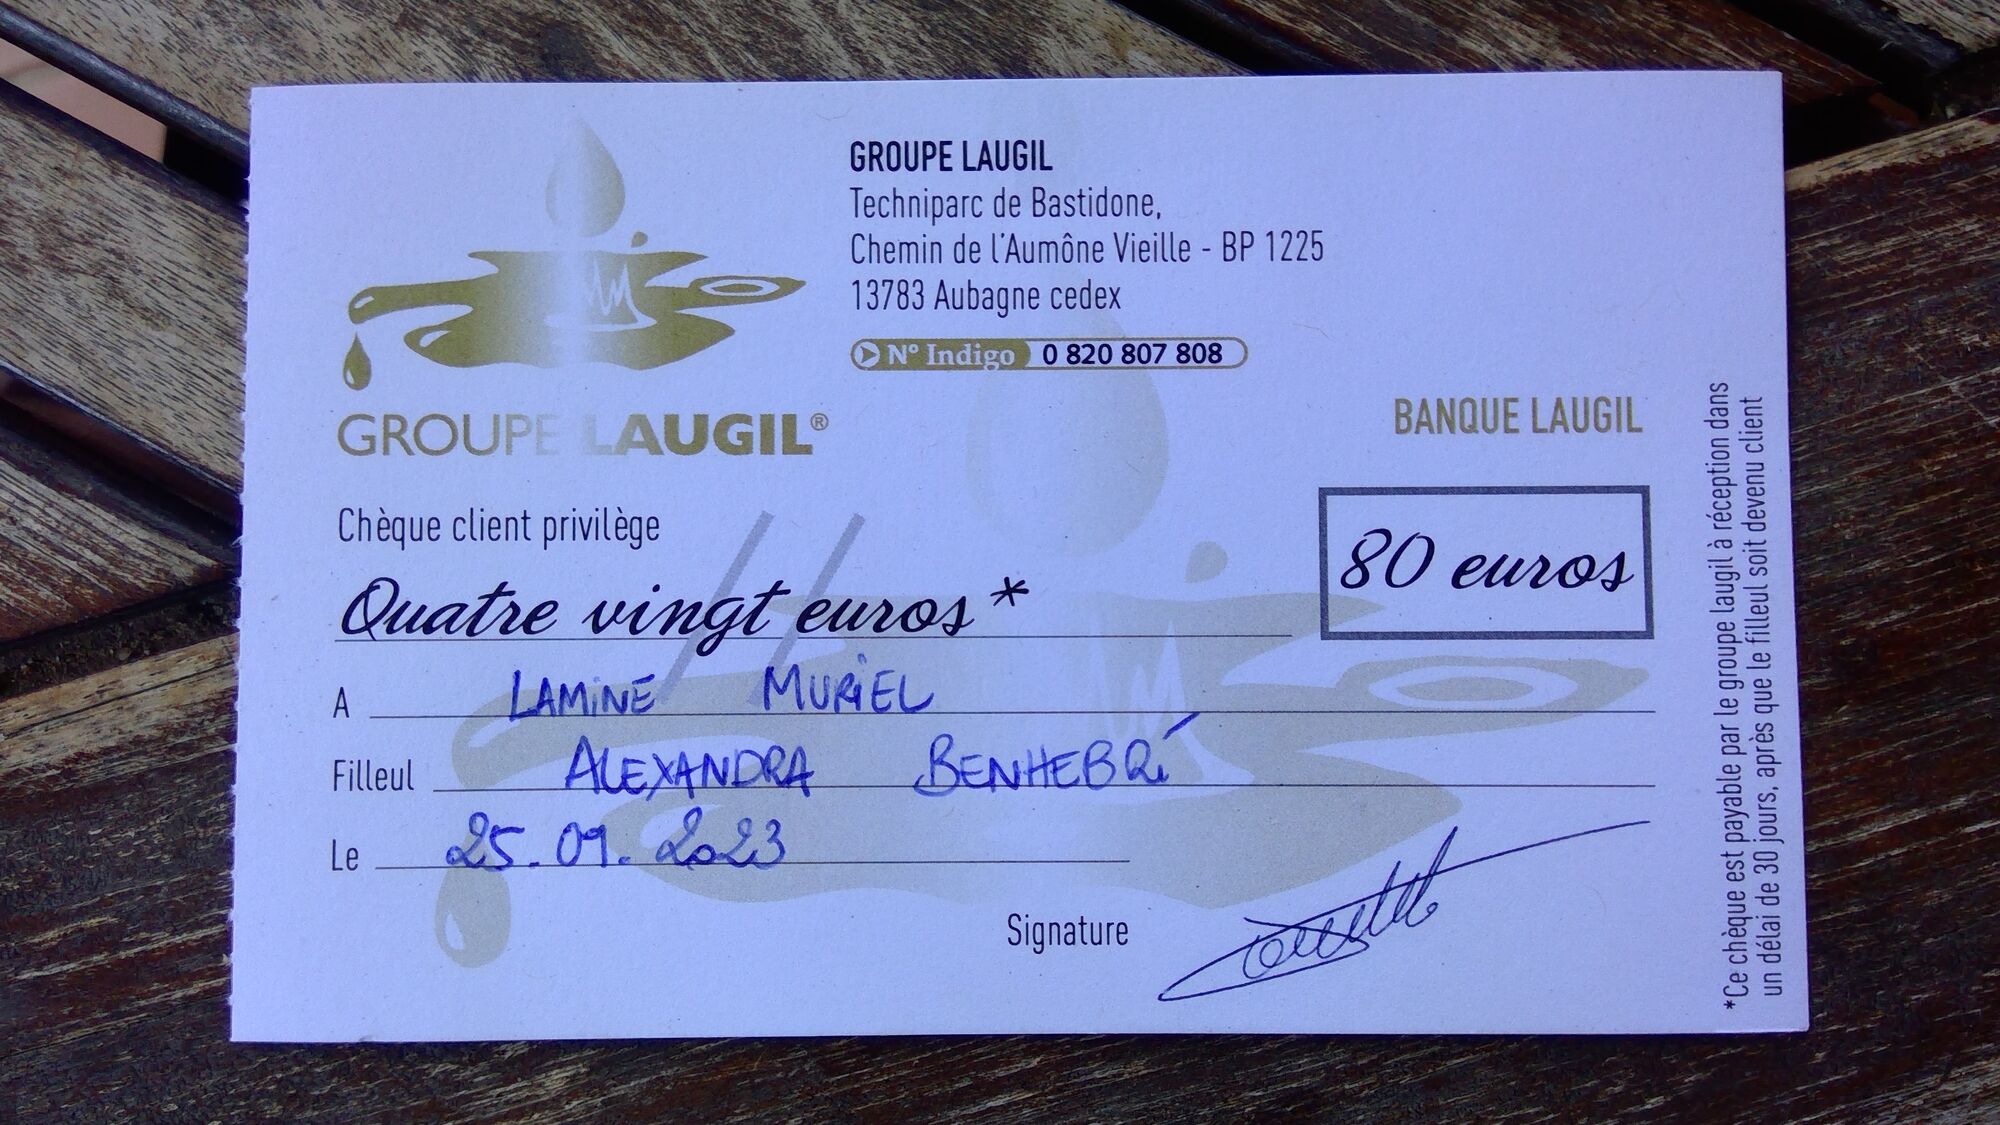 GROUPE LAUGIL®
GROUPE LAUGIL
Techniparc de Bastidone,
Chemin de l'Aumône Vieille - BP 1225
13783 Aubagne cedex
N° Indigo 0 820 807 808
BANQUE LAUGIL
Chèque client privilège
Quatre vingt euros*
80 euros
A LAMINE MURIEL
Filleul ALEXANDRA BENHEBRÍ
Le 25.09.2023
Signature
*Ce chèque est payable par le groupe laugil à réception dans
un délai de 30 jours, après que le filleul soit devenu client